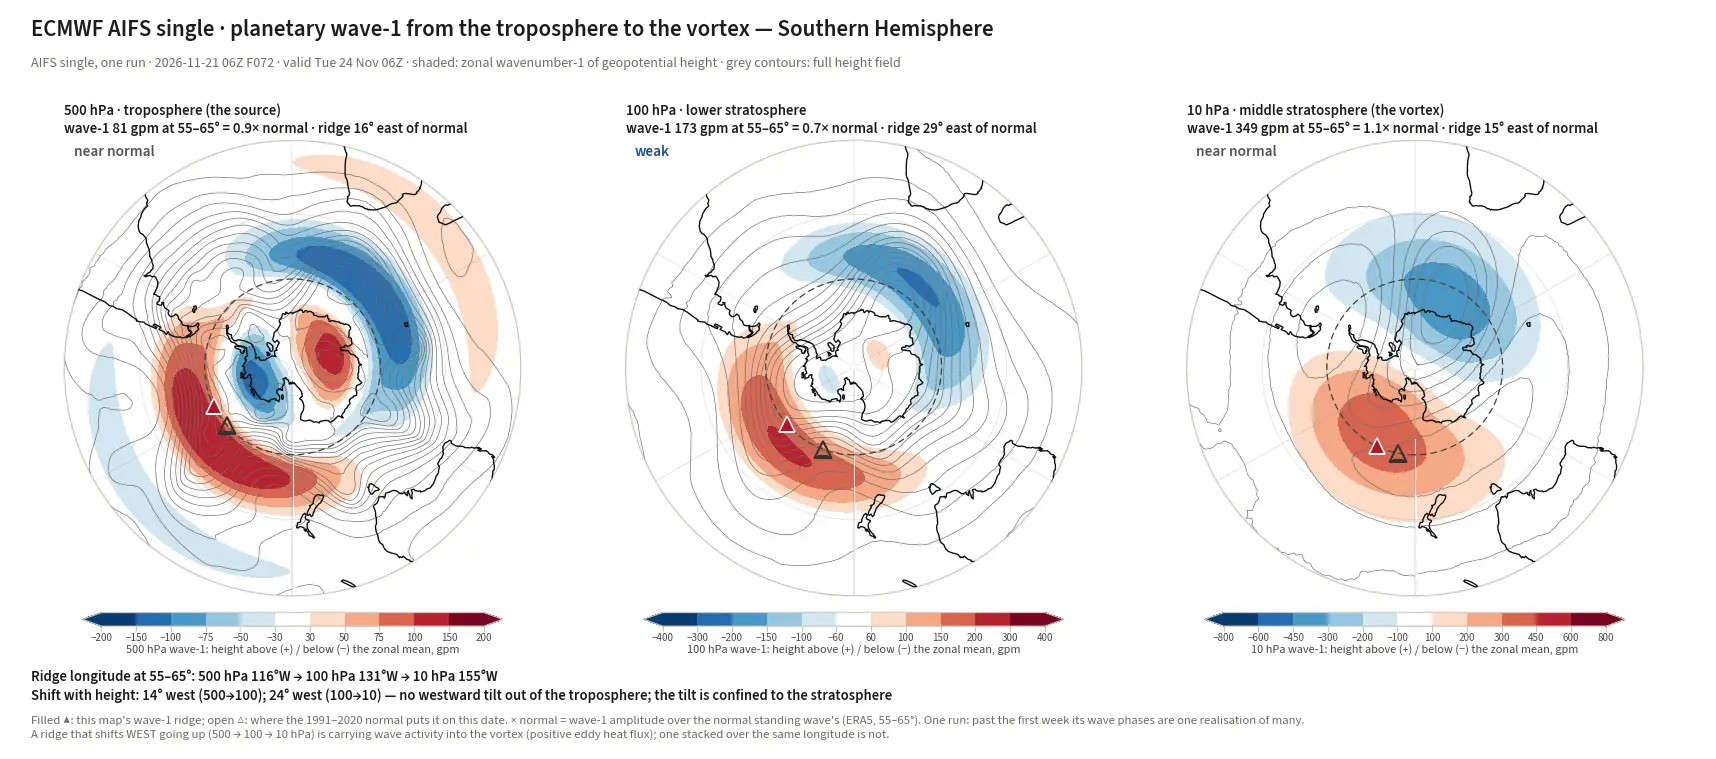 ECMWF AIFS single · planetary wave-1 from the troposphere to the vortex — Southern Hemisphere
AIFS single, one run · 2026-11-21 06Z F072 · valid Tue 24 Nov 06Z · shaded: zonal wavenumber-1 of geopotential height · grey contours: full height field
500 hPa · troposphere (the source)
wave-1 81 gpm at 55–65° = 0.9× normal · ridge 16° east of normal
near normal
100 hPa · lower stratosphere
wave-1 173 gpm at 55–65° = 0.7× normal · ridge 29° east of normal
weak
10 hPa · middle stratosphere (the vortex)
wave-1 349 gpm at 55–65° = 1.1× normal · ridge 15° east of normal
near normal
−200 −150 −100 −75 −50 −30 30 50 75 100 150 200
500 hPa wave-1: height above (+) / below (−) the zonal mean, gpm
−400 −300 −200 −150 −100 −60 60 100 150 200 300 400
100 hPa wave-1: height above (+) / below (−) the zonal mean, gpm
−800 −600 −450 −300 −200 −100 100 200 300 450 600 800
10 hPa wave-1: height above (+) / below (−) the zonal mean, gpm
Ridge longitude at 55–65°: 500 hPa 116°W → 100 hPa 131°W → 10 hPa 155°W
Shift with height: 14° west (500→100); 24° west (100→10) — no westward tilt out of the troposphere; the tilt is confined to the stratosphere
Filled ▲: this map's wave-1 ridge; open △: where the 1991–2020 normal puts it on this date. × normal = wave-1 amplitude over the normal standing wave's (ERA5, 55–65°). One run: past the first week its wave phases are one realisation of many.
A ridge that shifts WEST going up (500 → 100 → 10 hPa) is carrying wave activity into the vortex (positive eddy heat flux); one stacked over the same longitude is not.